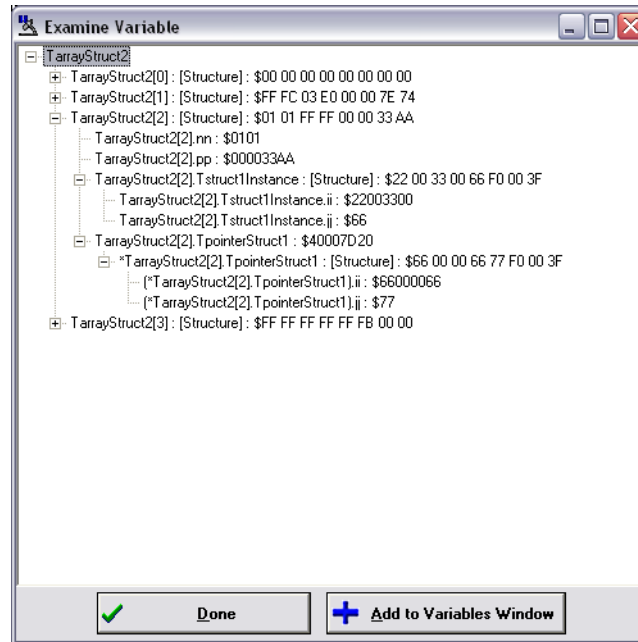 Examine Variable
TarrayStruct2
TarrayStruct2[0] : [Structure] : $00 00 00 00 00 00 00 00
TarrayStruct2[1] : [Structure] : $FF FC 03 E0 00 00 7E 74
TarrayStruct2[2] : [Structure] : $01 01 FF FF 00 00 33 AA
TarrayStruct2[2].nn : $0101
TarrayStruct2[2].pp : $000033AA
TarrayStruct2[2].Tstruct1Instance : [Structure] : $22 00 33 00 66 F0 00 3F
TarrayStruct2[2].Tstruct1Instance.ii : $22003300
TarrayStruct2[2].Tstruct1Instance.jj : $66
TarrayStruct2[2].TpointerStruct1 : $40007D20
*TarrayStruct2[2].TpointerStruct1 : [Structure] : $66 00 00 66 77 F0 00 3F
(*TarrayStruct2[2].TpointerStruct1).ii : $66000066
(*TarrayStruct2[2].TpointerStruct1).jj : $77
TarrayStruct2[3] : [Structure] : $FF FF FF FF FF FB 00 00
Done
Add to Variables Window